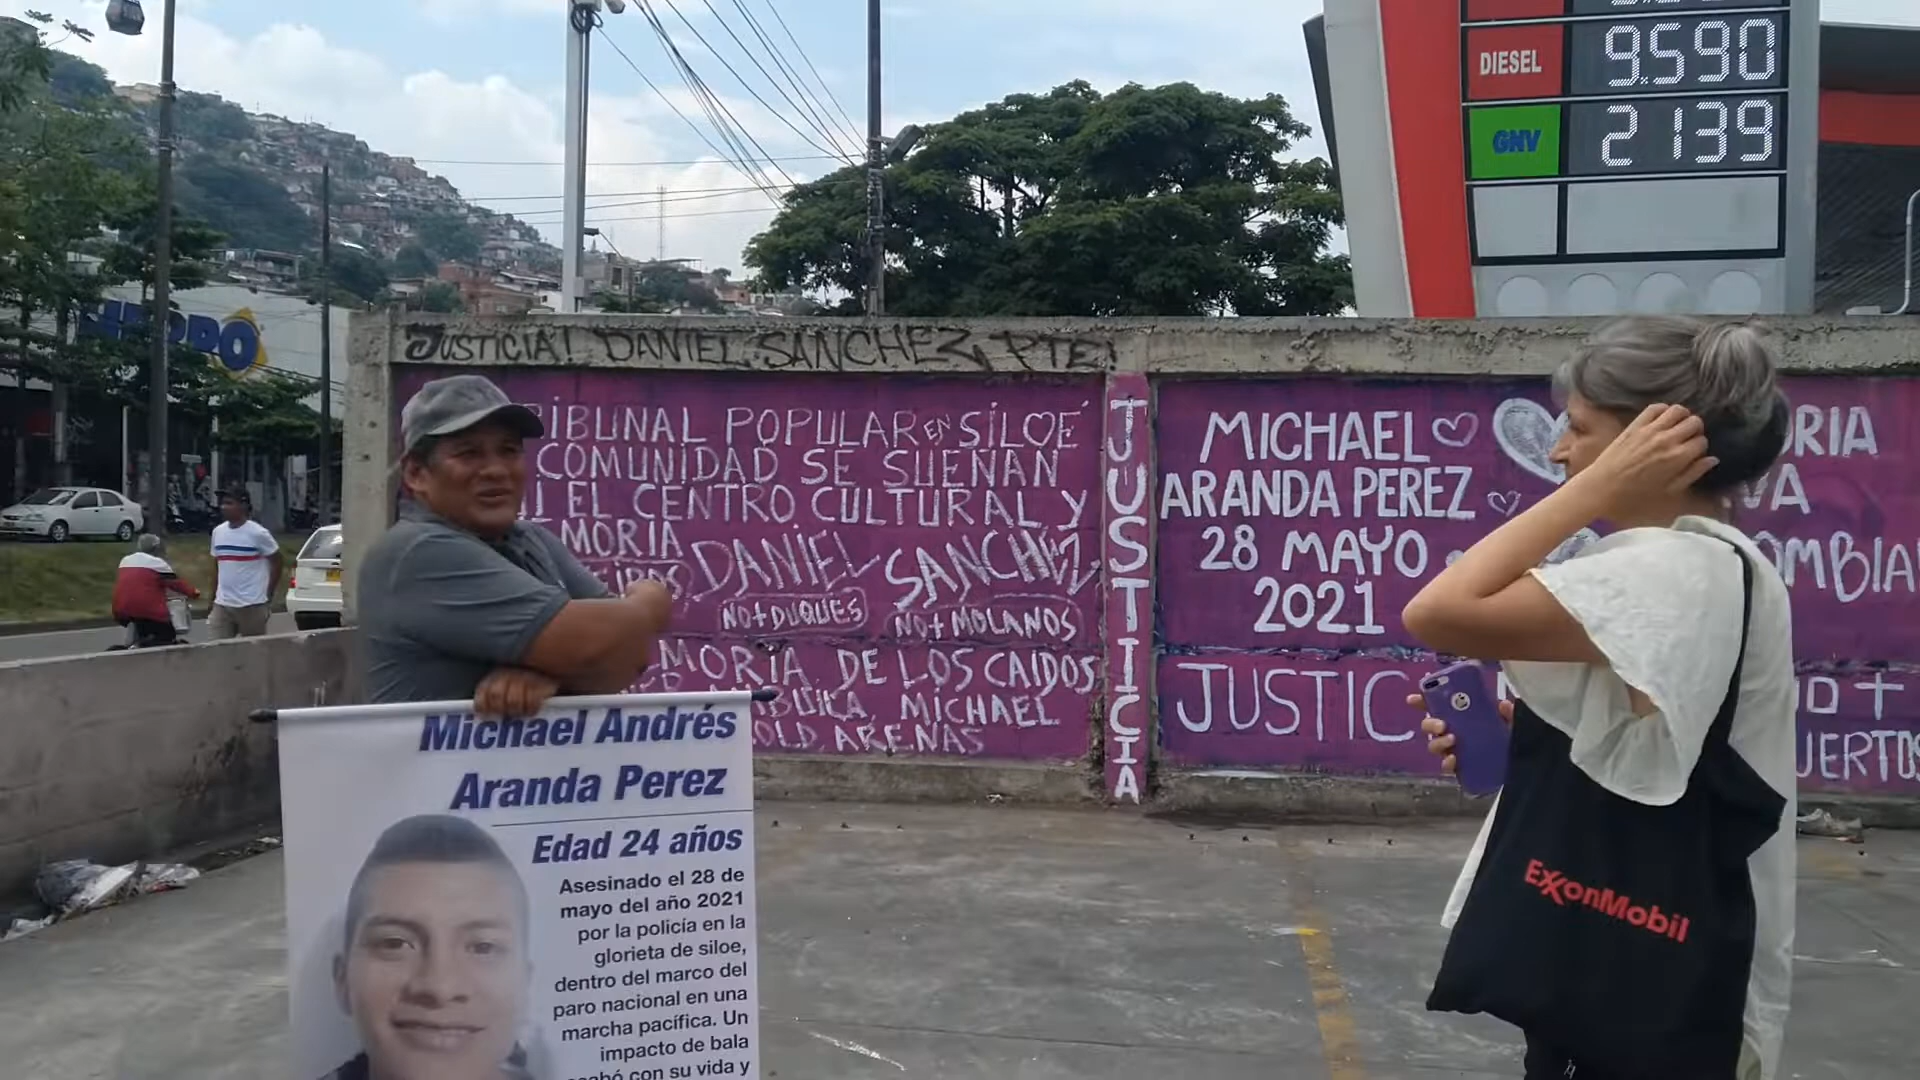 DIESEL 9.590
GNV 2139
JUSTICIA! DANIEL SANCHEZ PTE!
IBUNAL POPULAR EN SILOÉ
COMUNIDAD SE SUEÑAN
EL CENTRO CULTURAL Y
MORIA DANIEL SANCHEZ
NO+DUQUES NO+MOLANOS
MORIA DE LOS CAIDOS
MICHAEL
OLD ARENAS
JUSTICIA
MICHAEL
ARANDA PEREZ
28 MAYO
2021
JUSTIC
ORIA
VA
OMBIA
O+
UERTOS
Michael Andrés
Aranda Perez
Edad 24 años
Asesinado el 28 de
mayo del año 2021
por la policía en la
glorieta de siloe,
dentro del marco del
paro nacional en una
marcha pacífica. Un
impacto de bala
acabó con su vida y
ExxonMobil